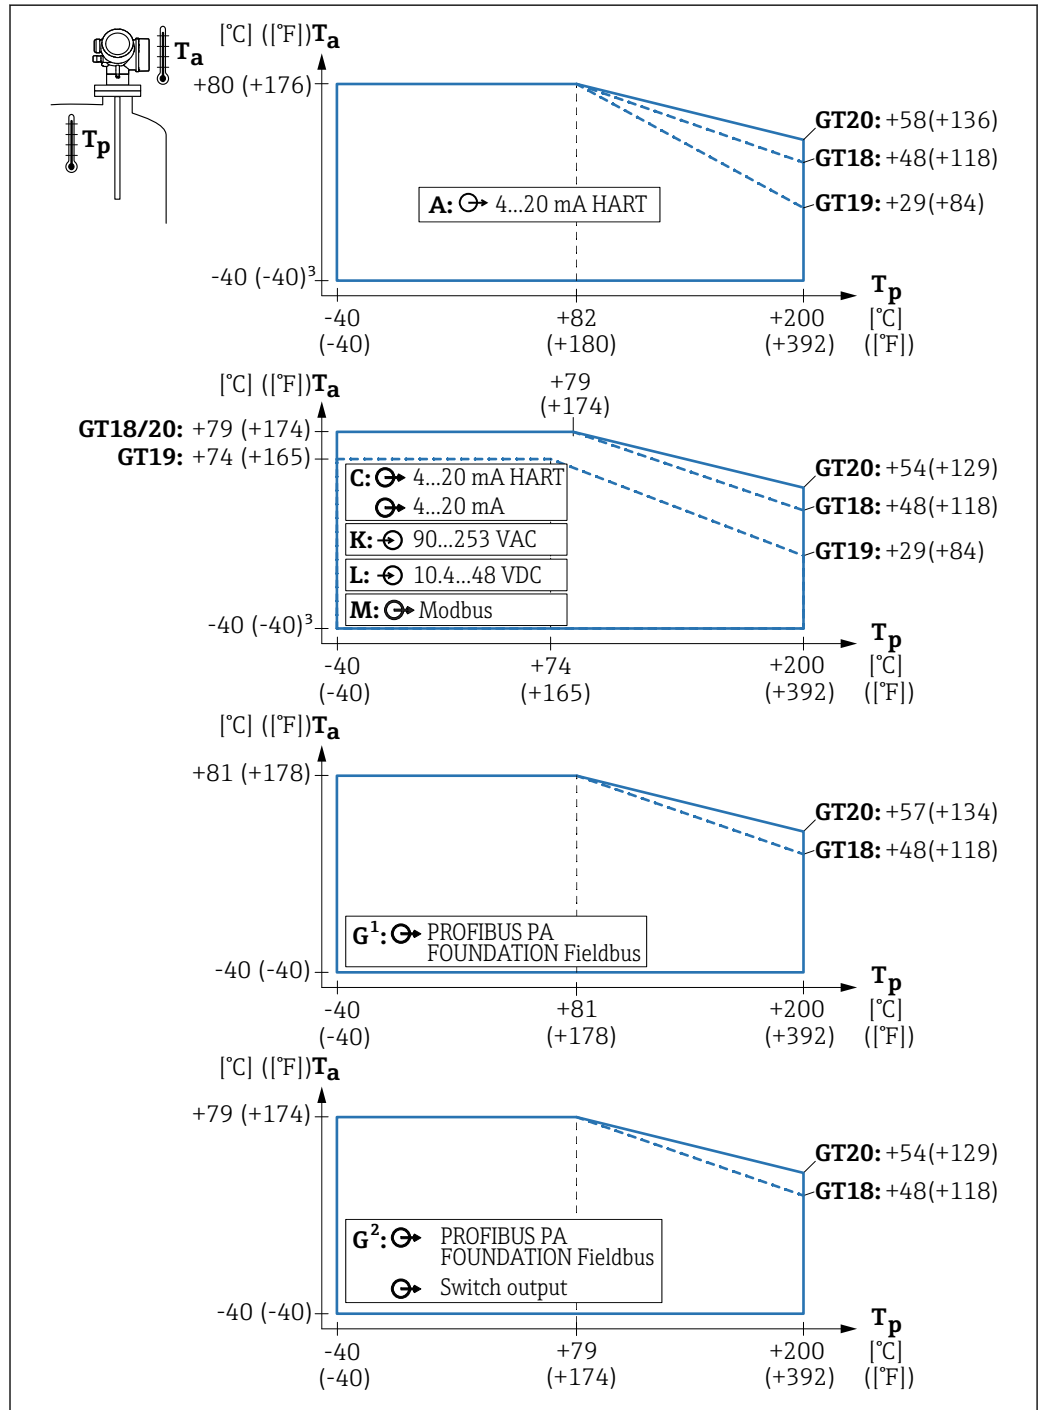 [°C] ([°F]) Ta
Ta
Tp
+80 (+176)
GT20: +58(+136)
GT18: +48(+118)
GT19: +29(+84)
A: 4...20 mA HART
-40 (-40)³
Tp
-40 +82 +200 [°C]
(-40) (+180) (+392) ([°F])
[°C] ([°F]) Ta
+79
(+174)
GT18/20: +79 (+174)
GT19: +74 (+165)
GT20: +54(+129)
GT18: +48(+118)
GT19: +29(+84)
C: 4...20 mA HART
4...20 mA
K: 90...253 VAC
L: 10.4...48 VDC
M: Modbus
-40 (-40)³
Tp
-40 +74 +200 [°C]
(-40) (+165) (+392) ([°F])
[°C] ([°F]) Ta
+81 (+178)
GT20: +57(+134)
GT18: +48(+118)
G¹: PROFIBUS PA
FOUNDATION Fieldbus
-40 (-40)
Tp
-40 +81 +200 [°C]
(-40) (+178) (+392) ([°F])
[°C] ([°F]) Ta
+79 (+174)
GT20: +54(+129)
GT18: +48(+118)
G²: PROFIBUS PA
FOUNDATION Fieldbus
Switch output
-40 (-40)
Tp
-40 +79 +200 [°C]
(-40) (+174) (+392) ([°F])